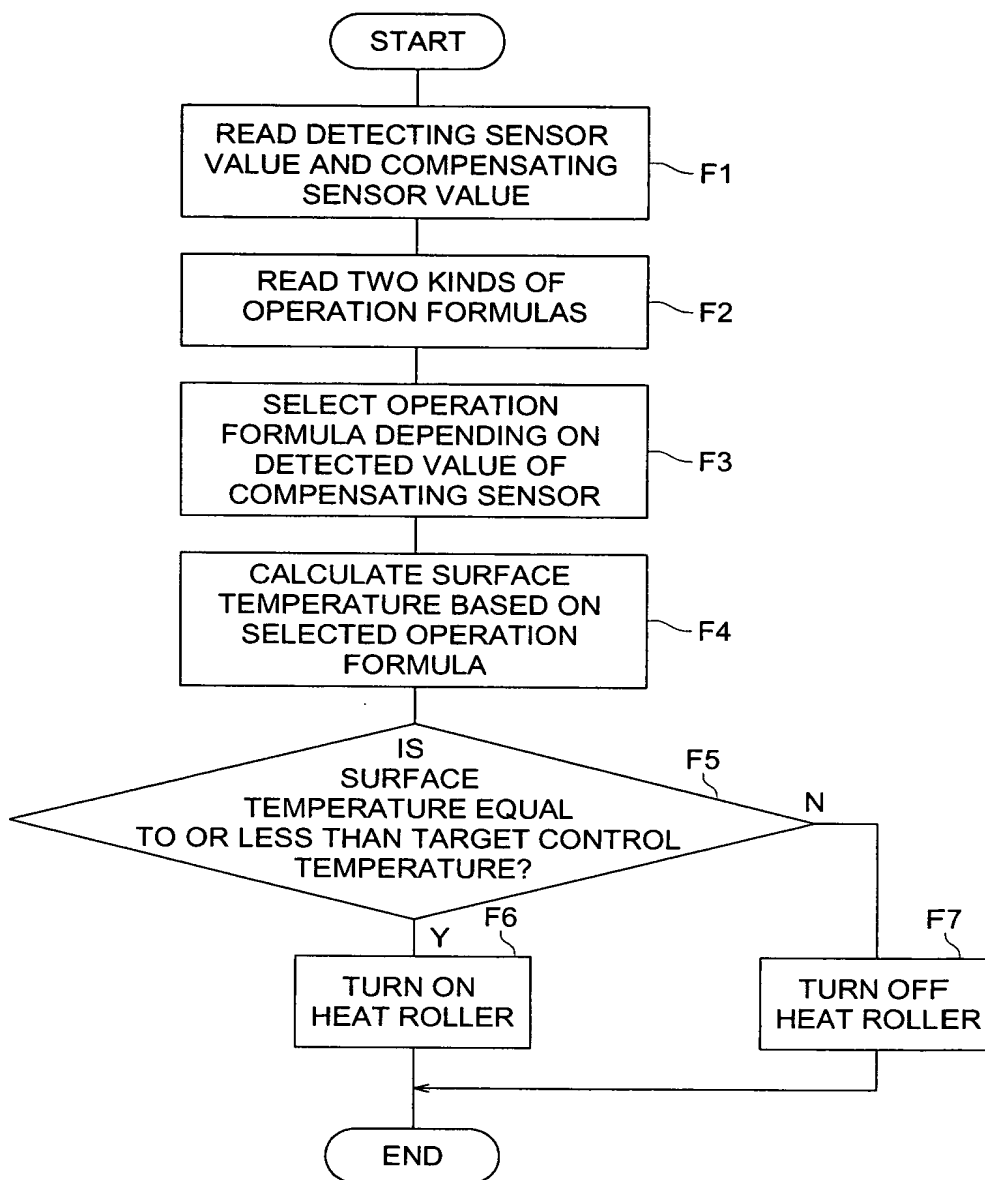 START
READ DETECTING SENSOR
VALUE AND COMPENSATING
SENSOR VALUE
F1
READ TWO KINDS OF
OPERATION FORMULAS
F2
SELECT OPERATION
FORMULA DEPENDING ON
DETECTED VALUE OF
COMPENSATING SENSOR
F3
CALCULATE SURFACE
TEMPERATURE BASED ON
SELECTED OPERATION
FORMULA
F4
IS
SURFACE
TEMPERATURE EQUAL
TO OR LESS THAN TARGET CONTROL
TEMPERATURE?
F5
N
Y
F6
TURN ON
HEAT ROLLER
F7
TURN OFF
HEAT ROLLER
END